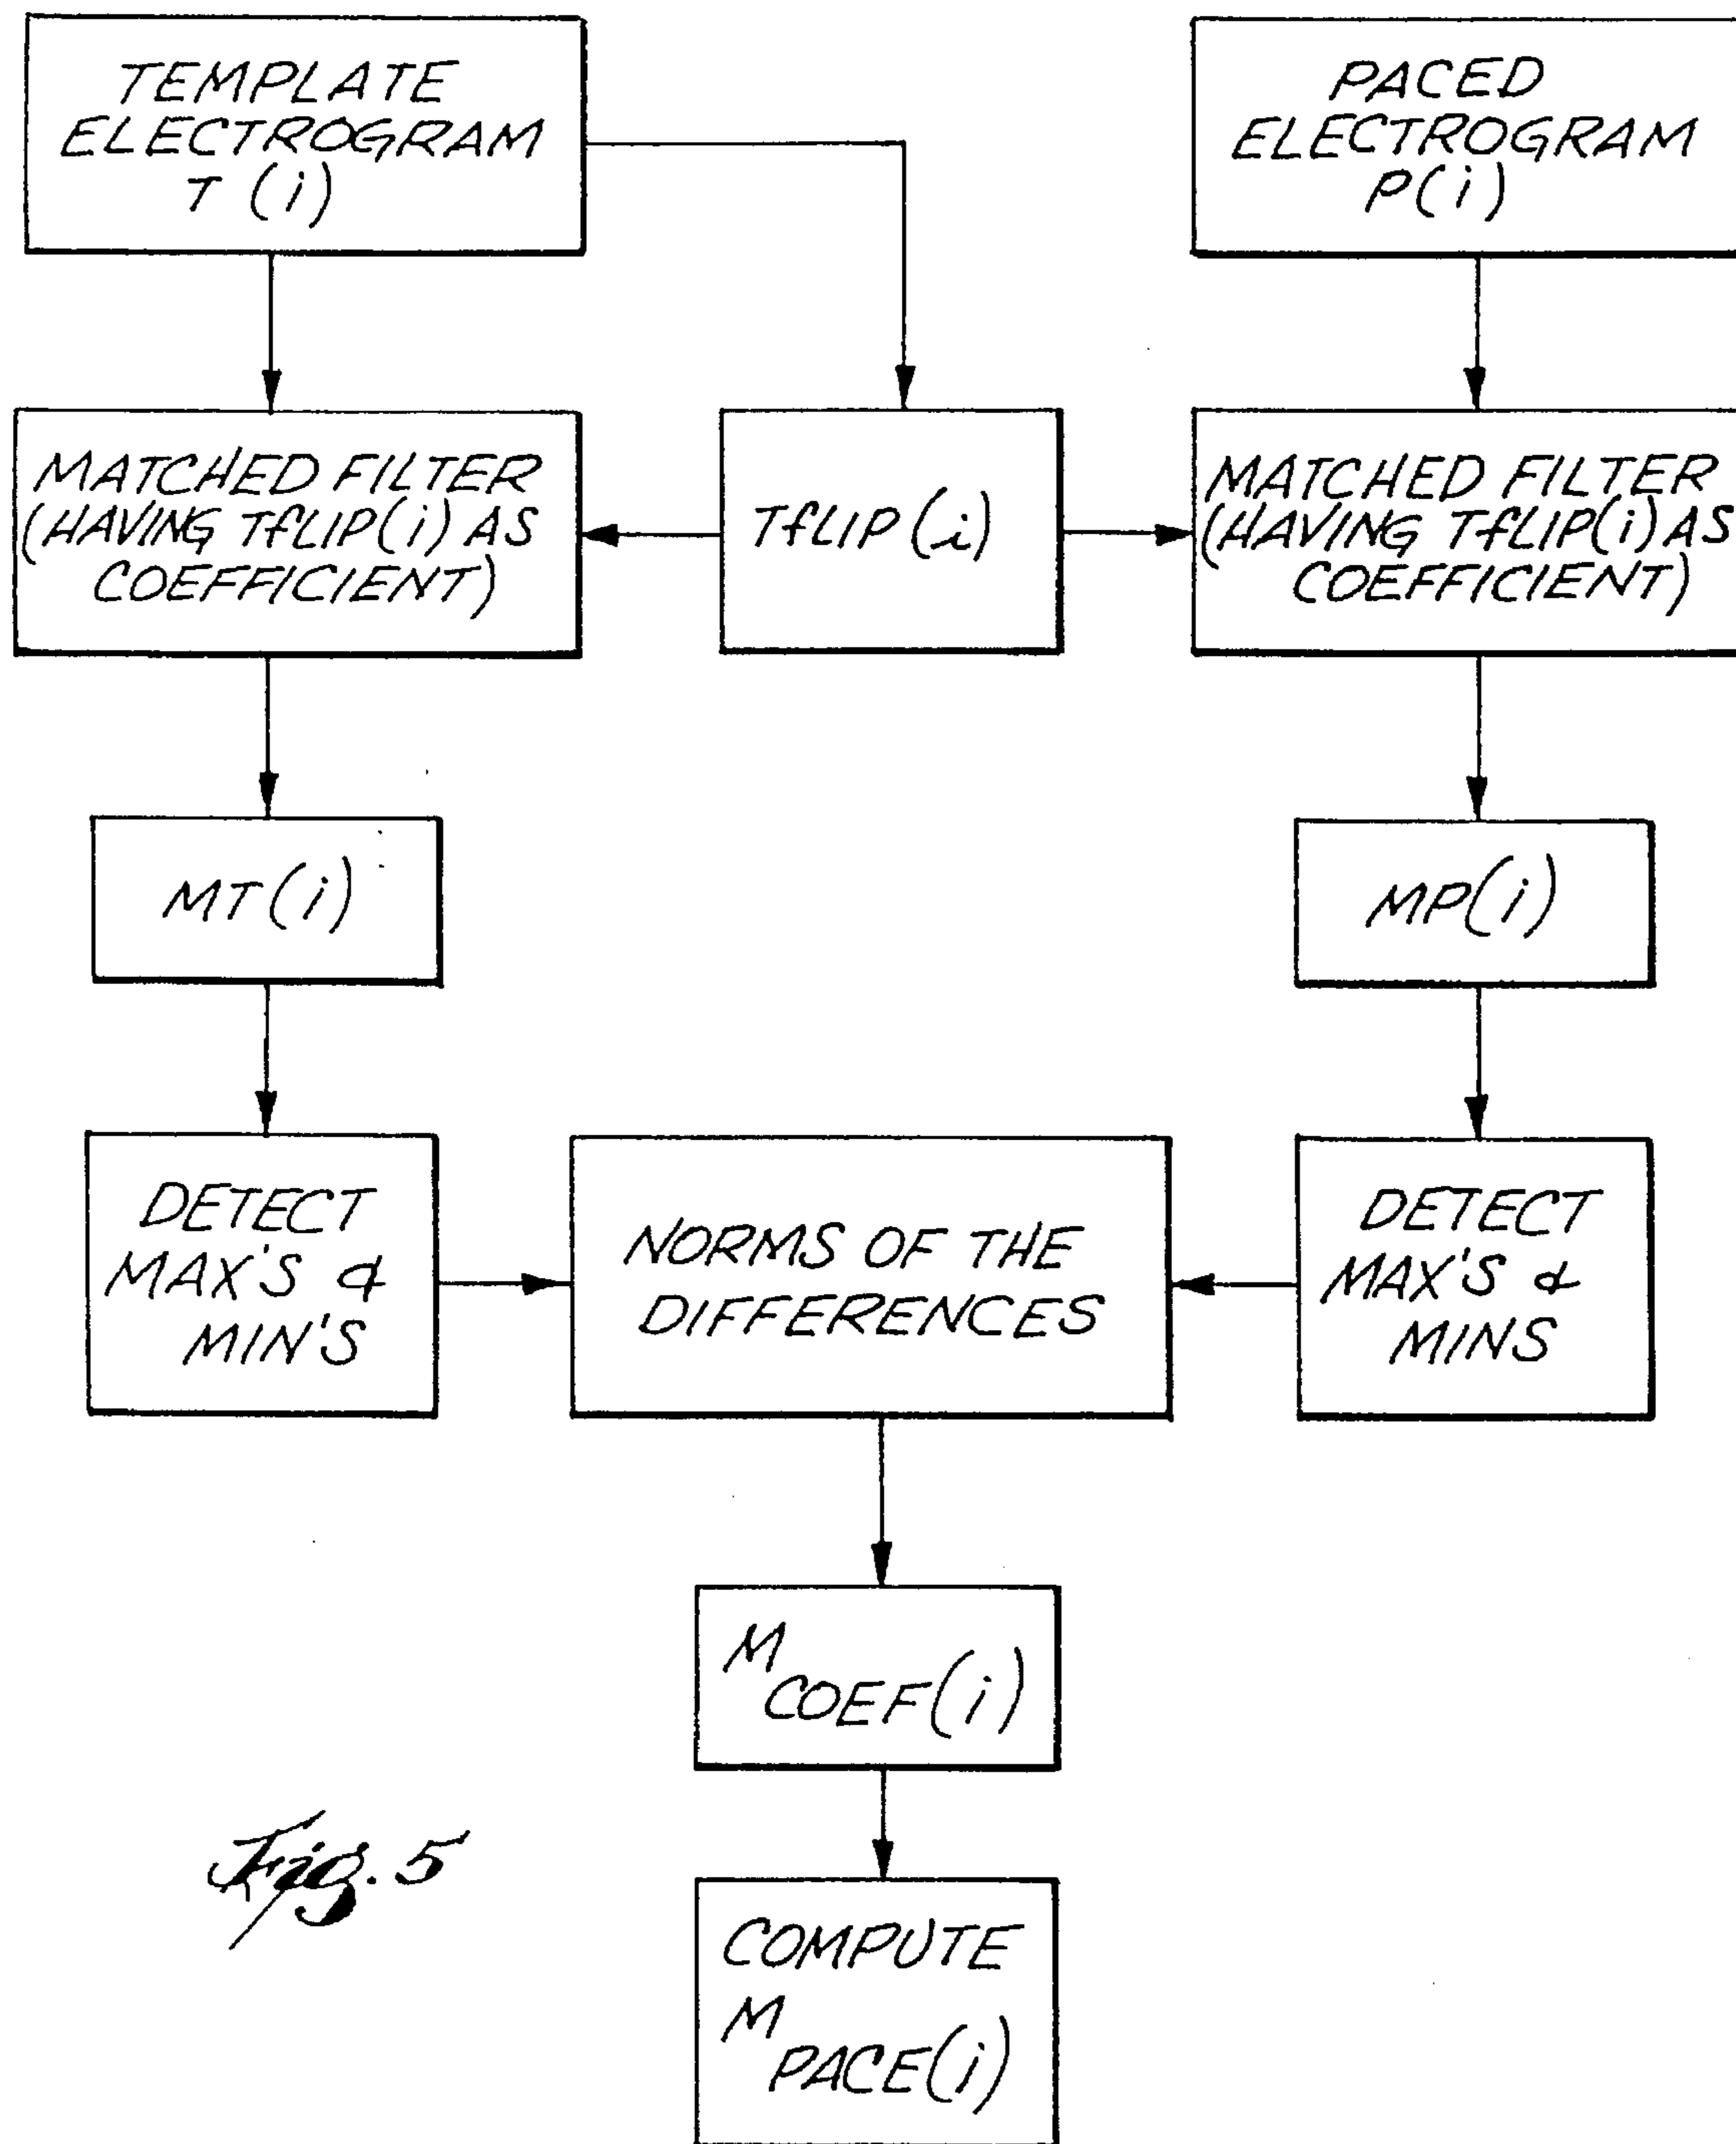 TEMPLATE
ELECTROGRAM
T (i)
PACED
ELECTROGRAM
P(i)
MATCHED FILTER
(HAVING TfLIP(i) AS
COEFFICIENT)
TfLIP (i)
MATCHED FILTER
(HAVING TfLIP(i) AS
COEFFICIENT)
MT(i)
MP(i)
DETECT
MAX'S &
MIN'S
NORMS OF THE
DIFFERENCES
DETECT
MAX'S &
MINS
M
COEF(i)
COMPUTE
M
PACE(i)
Fig. 5